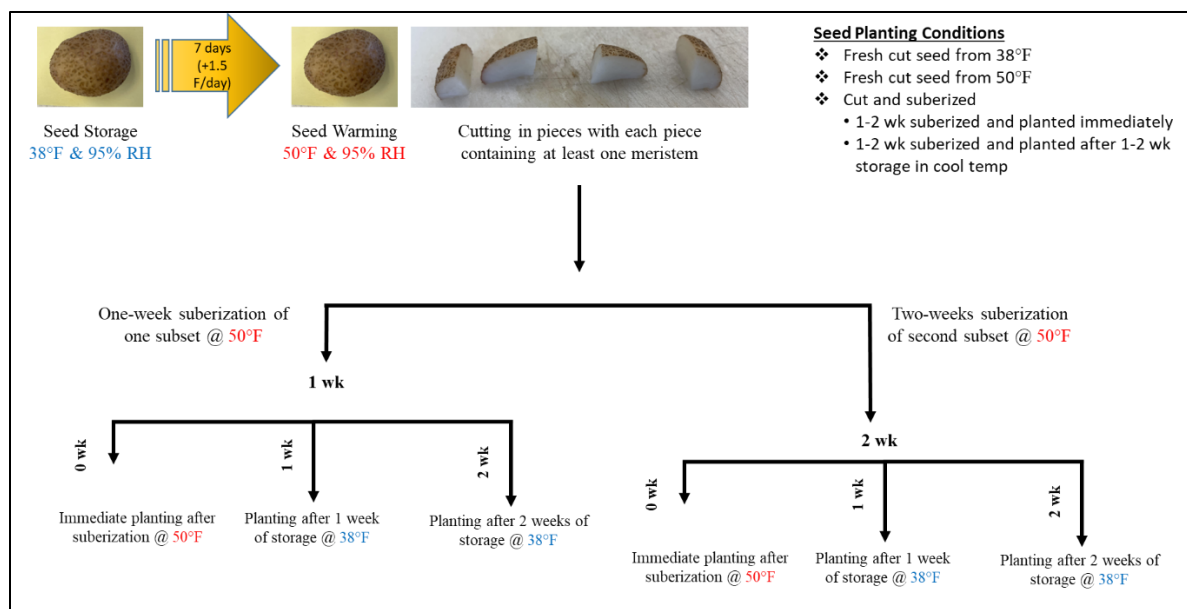 7 days
(+1.5
F/day)
Seed Storage
38°F & 95% RH
Seed Warming
50°F & 95% RH
Cutting in pieces with each piece
containing at least one meristem
Seed Planting Conditions
❖ Fresh cut seed from 38°F
❖ Fresh cut seed from 50°F
❖ Cut and suberized
• 1-2 wk suberized and planted immediately
• 1-2 wk suberized and planted after 1-2 wk
storage in cool temp
One-week suberization of
one subset @ 50°F
Two-weeks suberization
of second subset @ 50°F
1 wk
0 wk
1 wk
2 wk
Immediate planting after
suberization @ 50°F
Planting after 1 week
of storage @ 38°F
Planting after 2 weeks of
storage @ 38°F
2 wk
0 wk
1 wk
2 wk
Immediate planting after
suberization @ 50°F
Planting after 1 week
of storage @ 38°F
Planting after 2 weeks of
storage @ 38°F